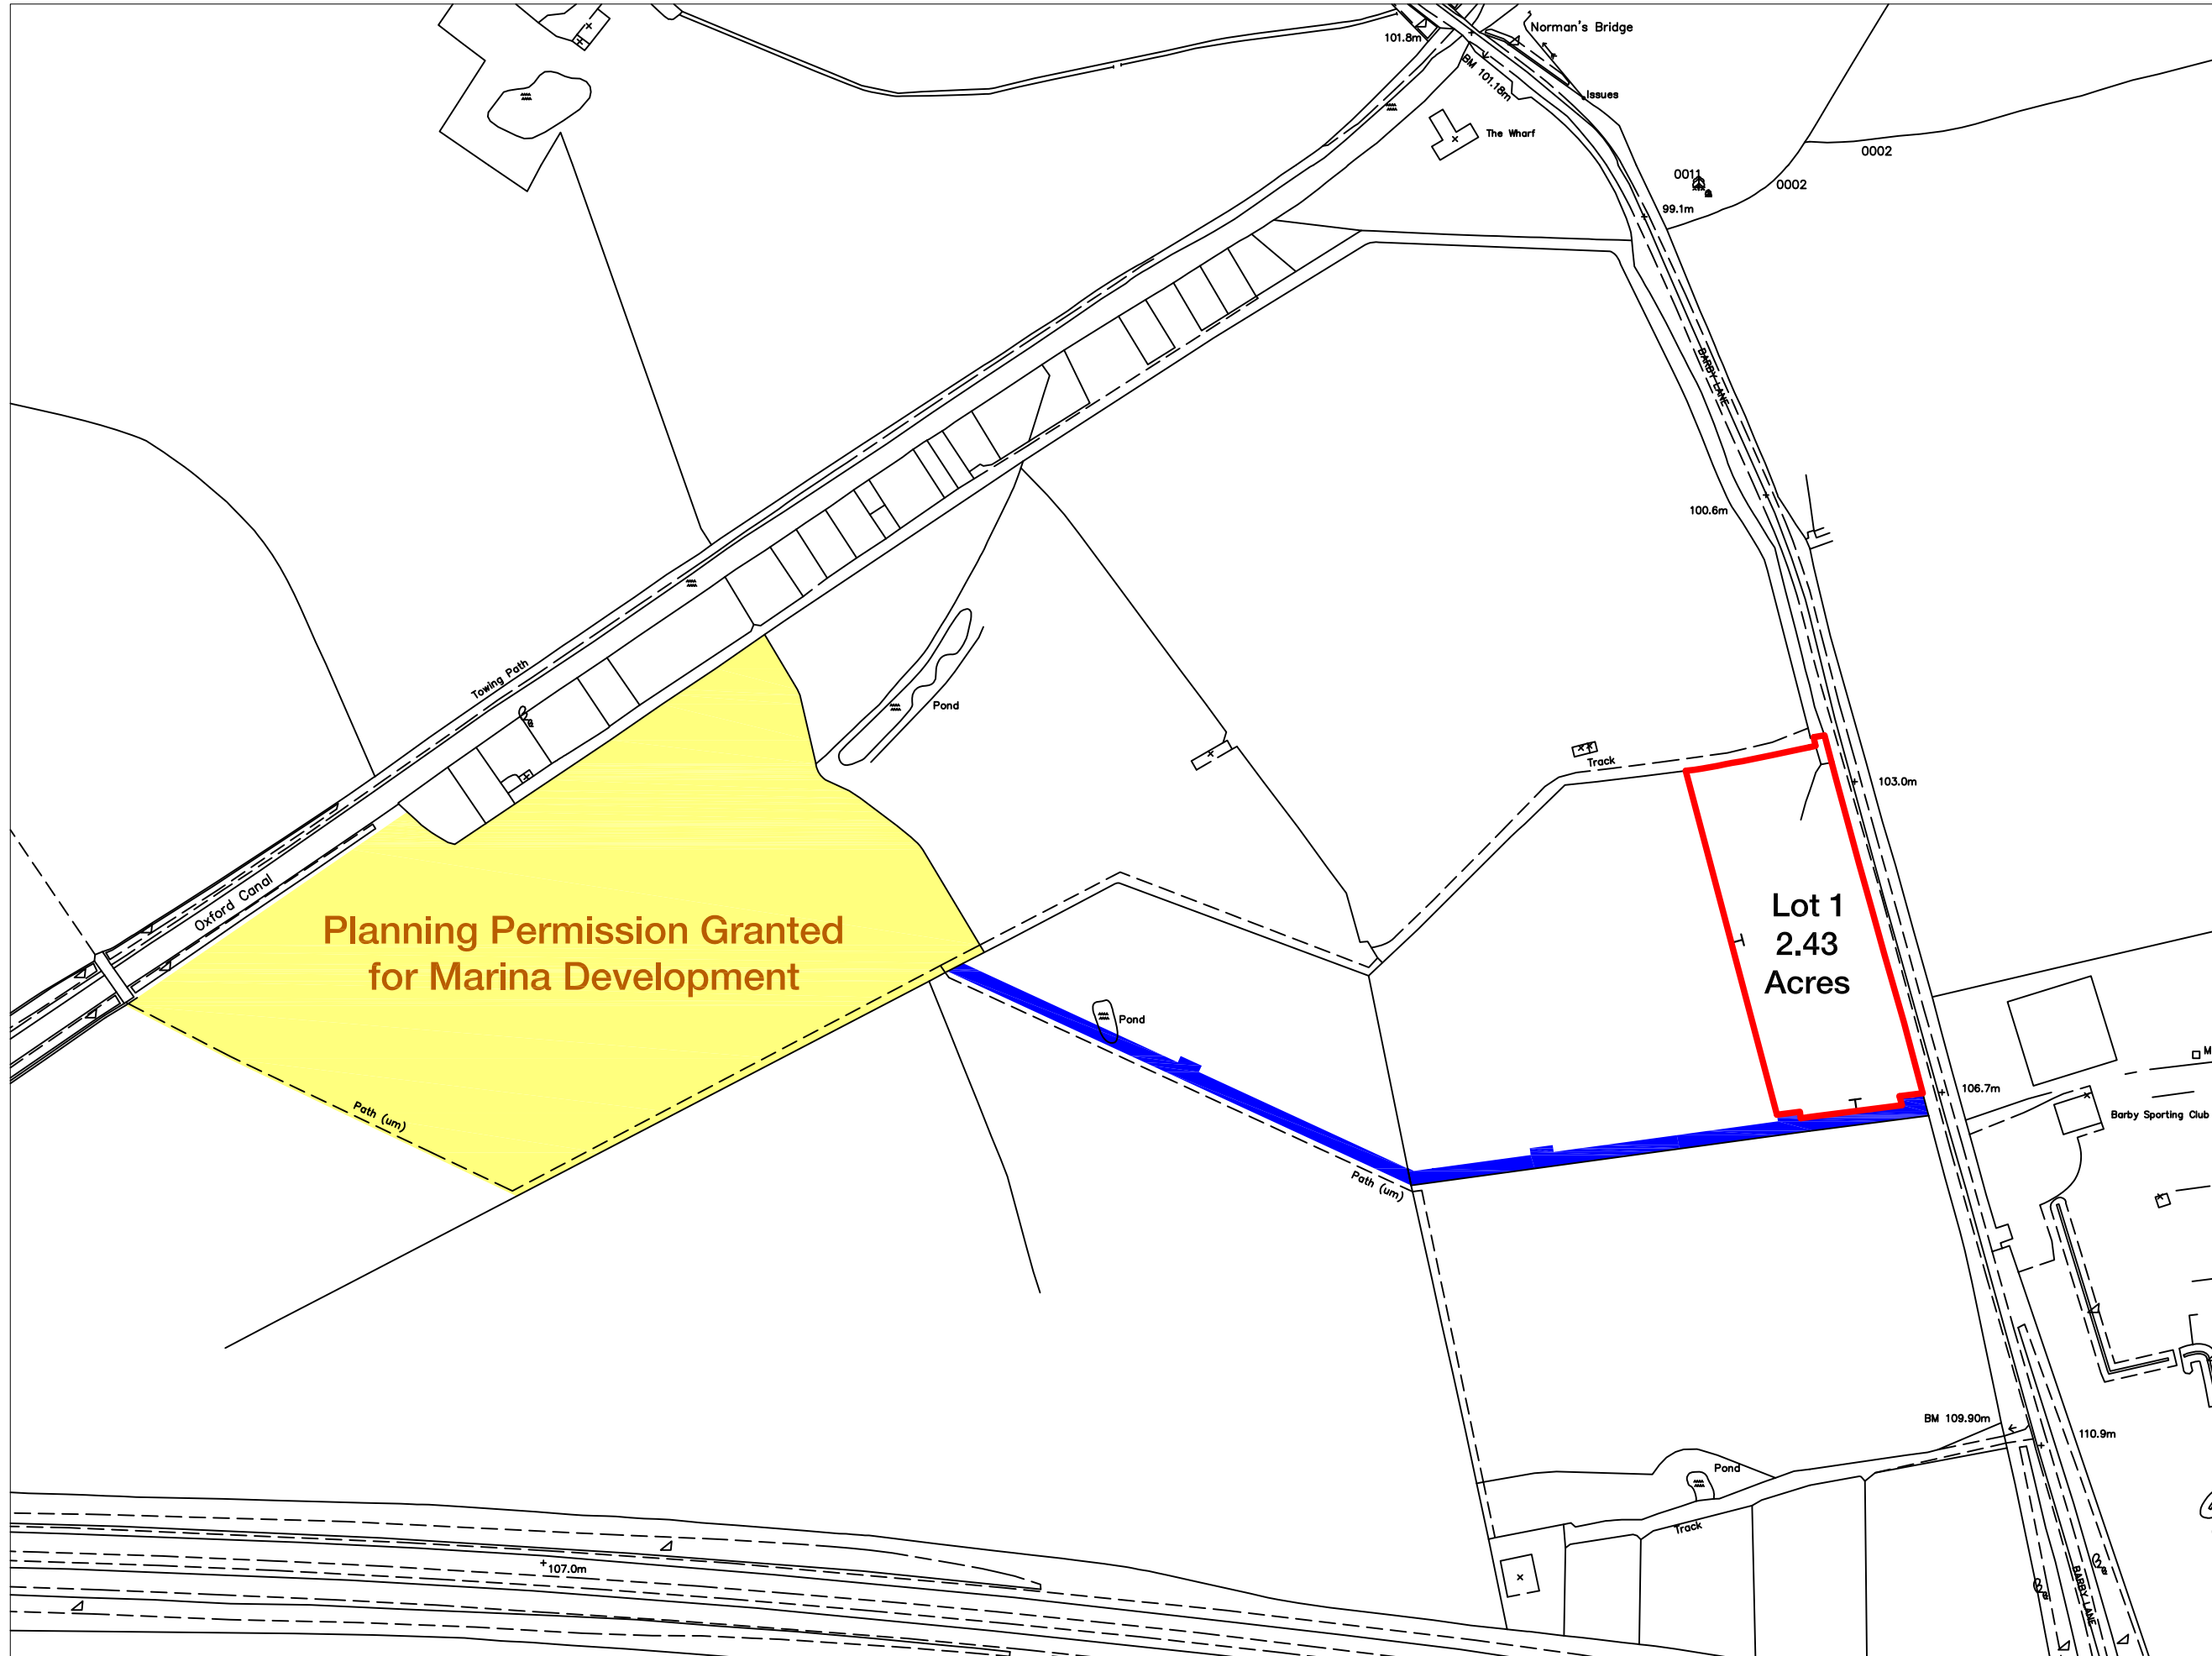 Norman's Bridge
101.8m
BM 101.18m
Issues
The Wharf
0002
0011
0002
99.1m
BARBY LANE
100.6m
Towing Path
Pond
Track
103.0m
Oxford Canal
Planning Permission Granted
for Marina Development
Lot 1
2.43
Acres
Pond
M
106.7m
Path (um)
Barby Sporting Club
Path (um)
BM 109.90m
110.9m
Pond
Track
107.0m
BARBY LANE